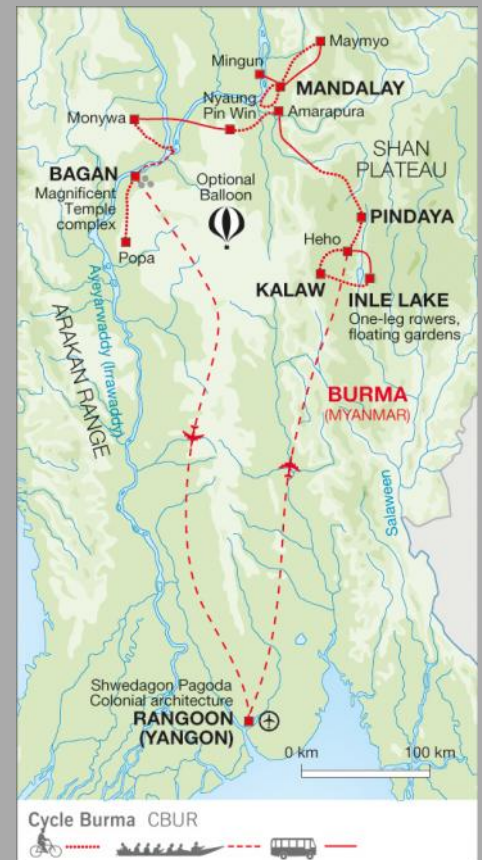 Mingun
Maymyo
MANDALAY
Nyaung
Pin Win
Amarapura
Monywa
SHAN
PLATEAU
BAGAN
Magnificent
Temple
complex
Optional
Balloon
PINDAYA
Popa
Heho
KALAW
INLE LAKE
One-leg rowers,
floating gardens
Ayeyarwaddy (Irrawaddy)
ARAKAN RANGE
BURMA
(MYANMAR)
Salaween
Shwedagon Pagoda
Colonial architecture
RANGOON
(YANGON)
0 km 100 km
Cycle Burma CBUR